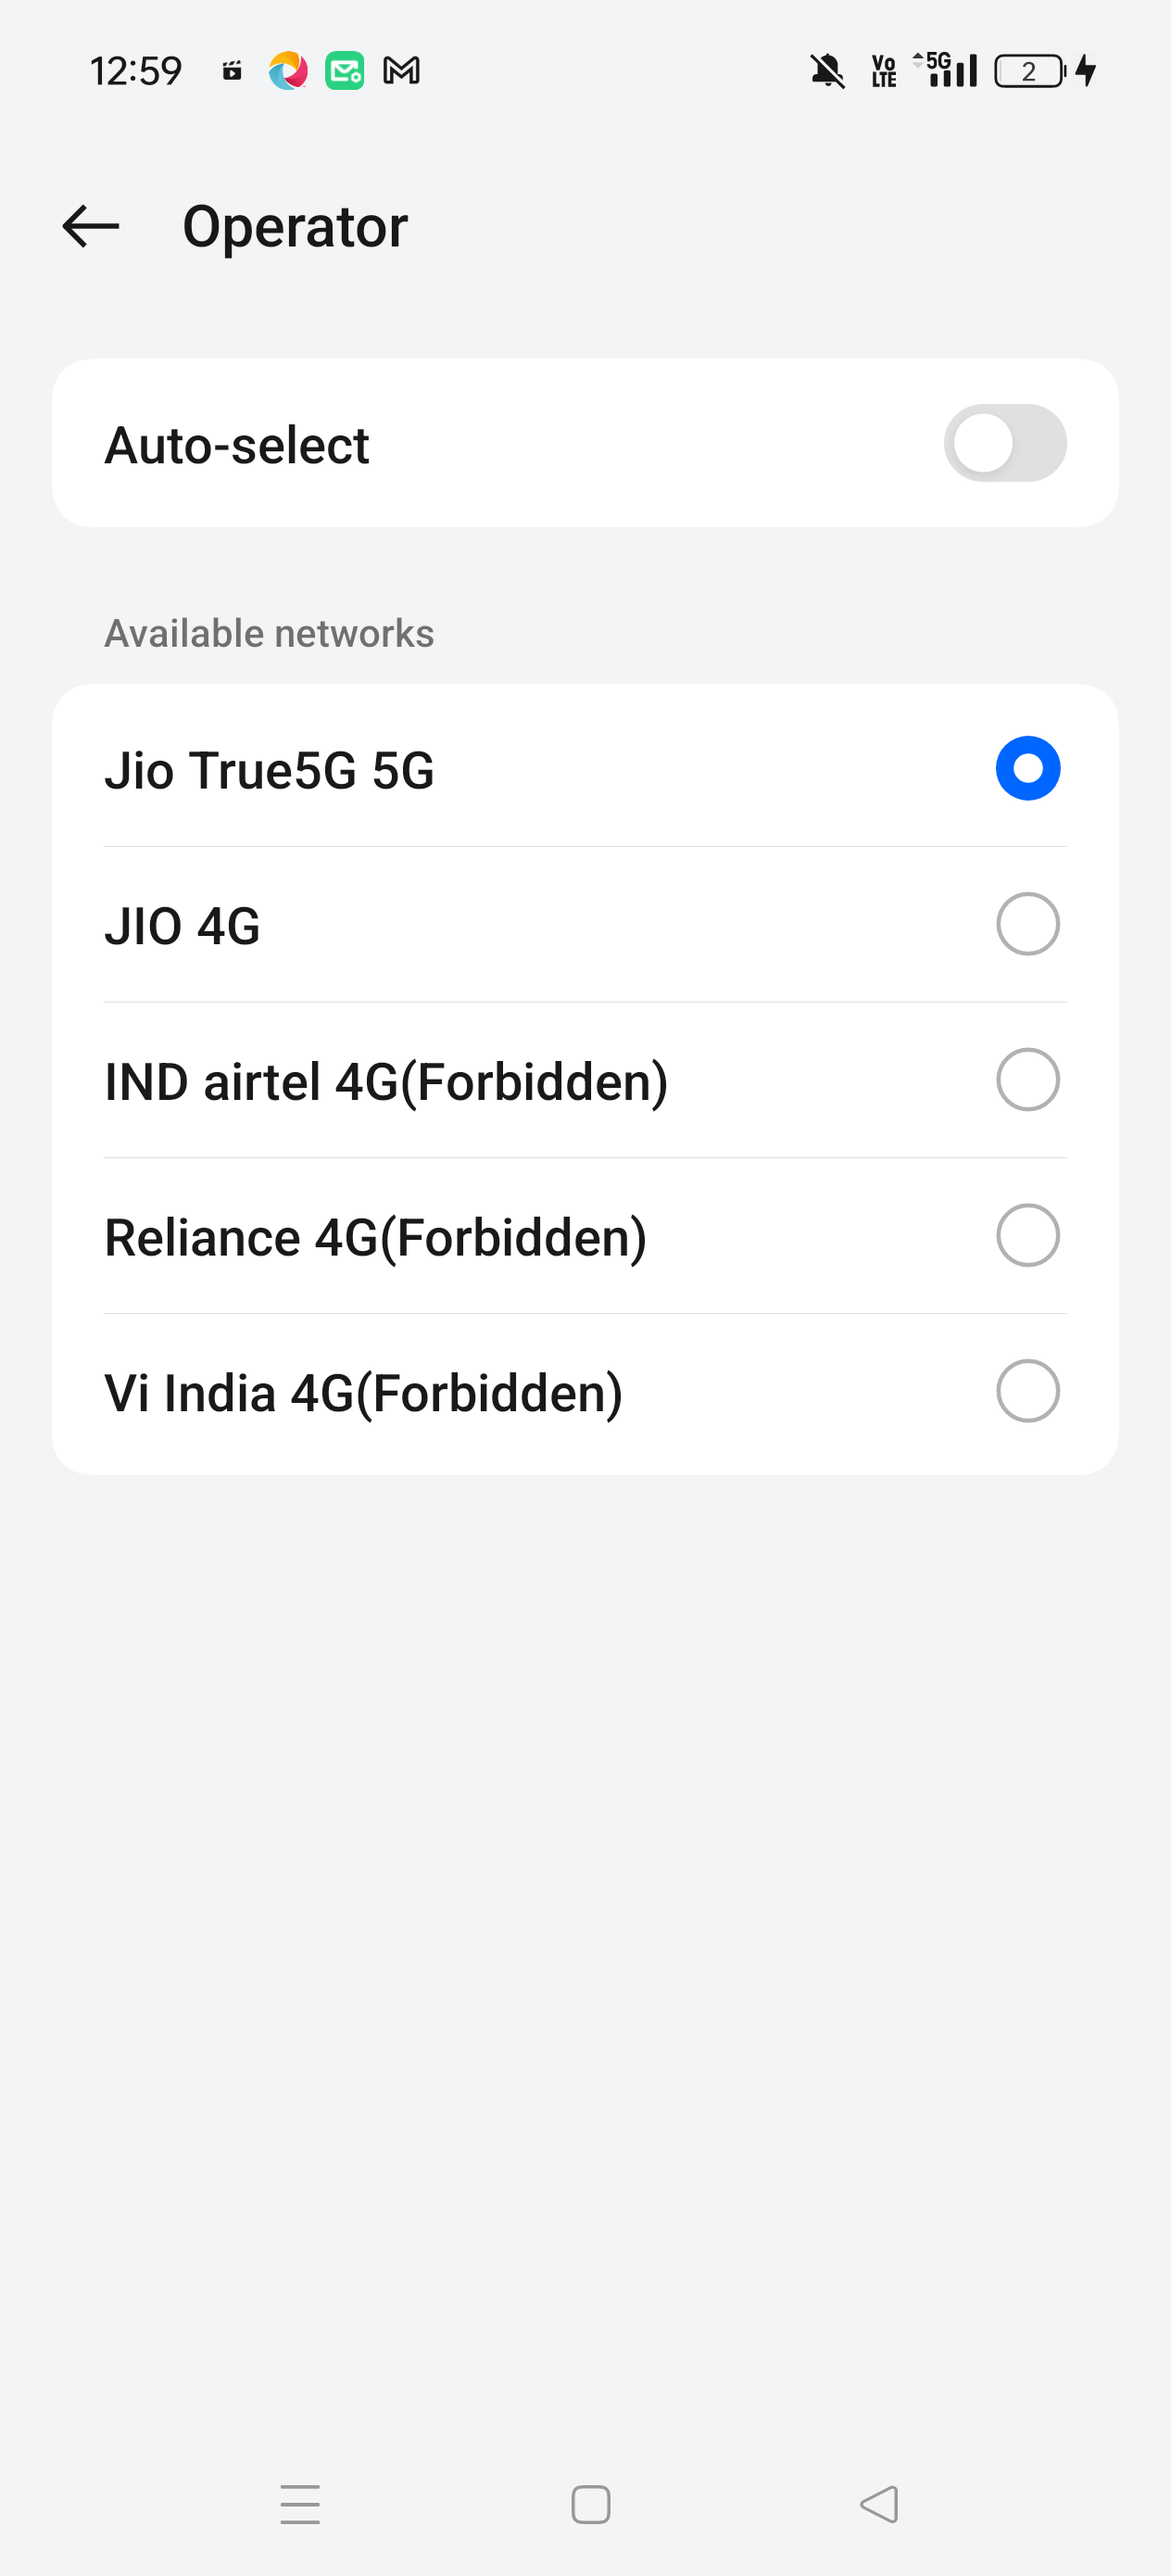 12:59
Vo LTE 5G 2
Operator
Auto-select
Available networks
Jio True5G 5G
JIO 4G
IND airtel 4G(Forbidden)
Reliance 4G(Forbidden)
Vi India 4G(Forbidden)